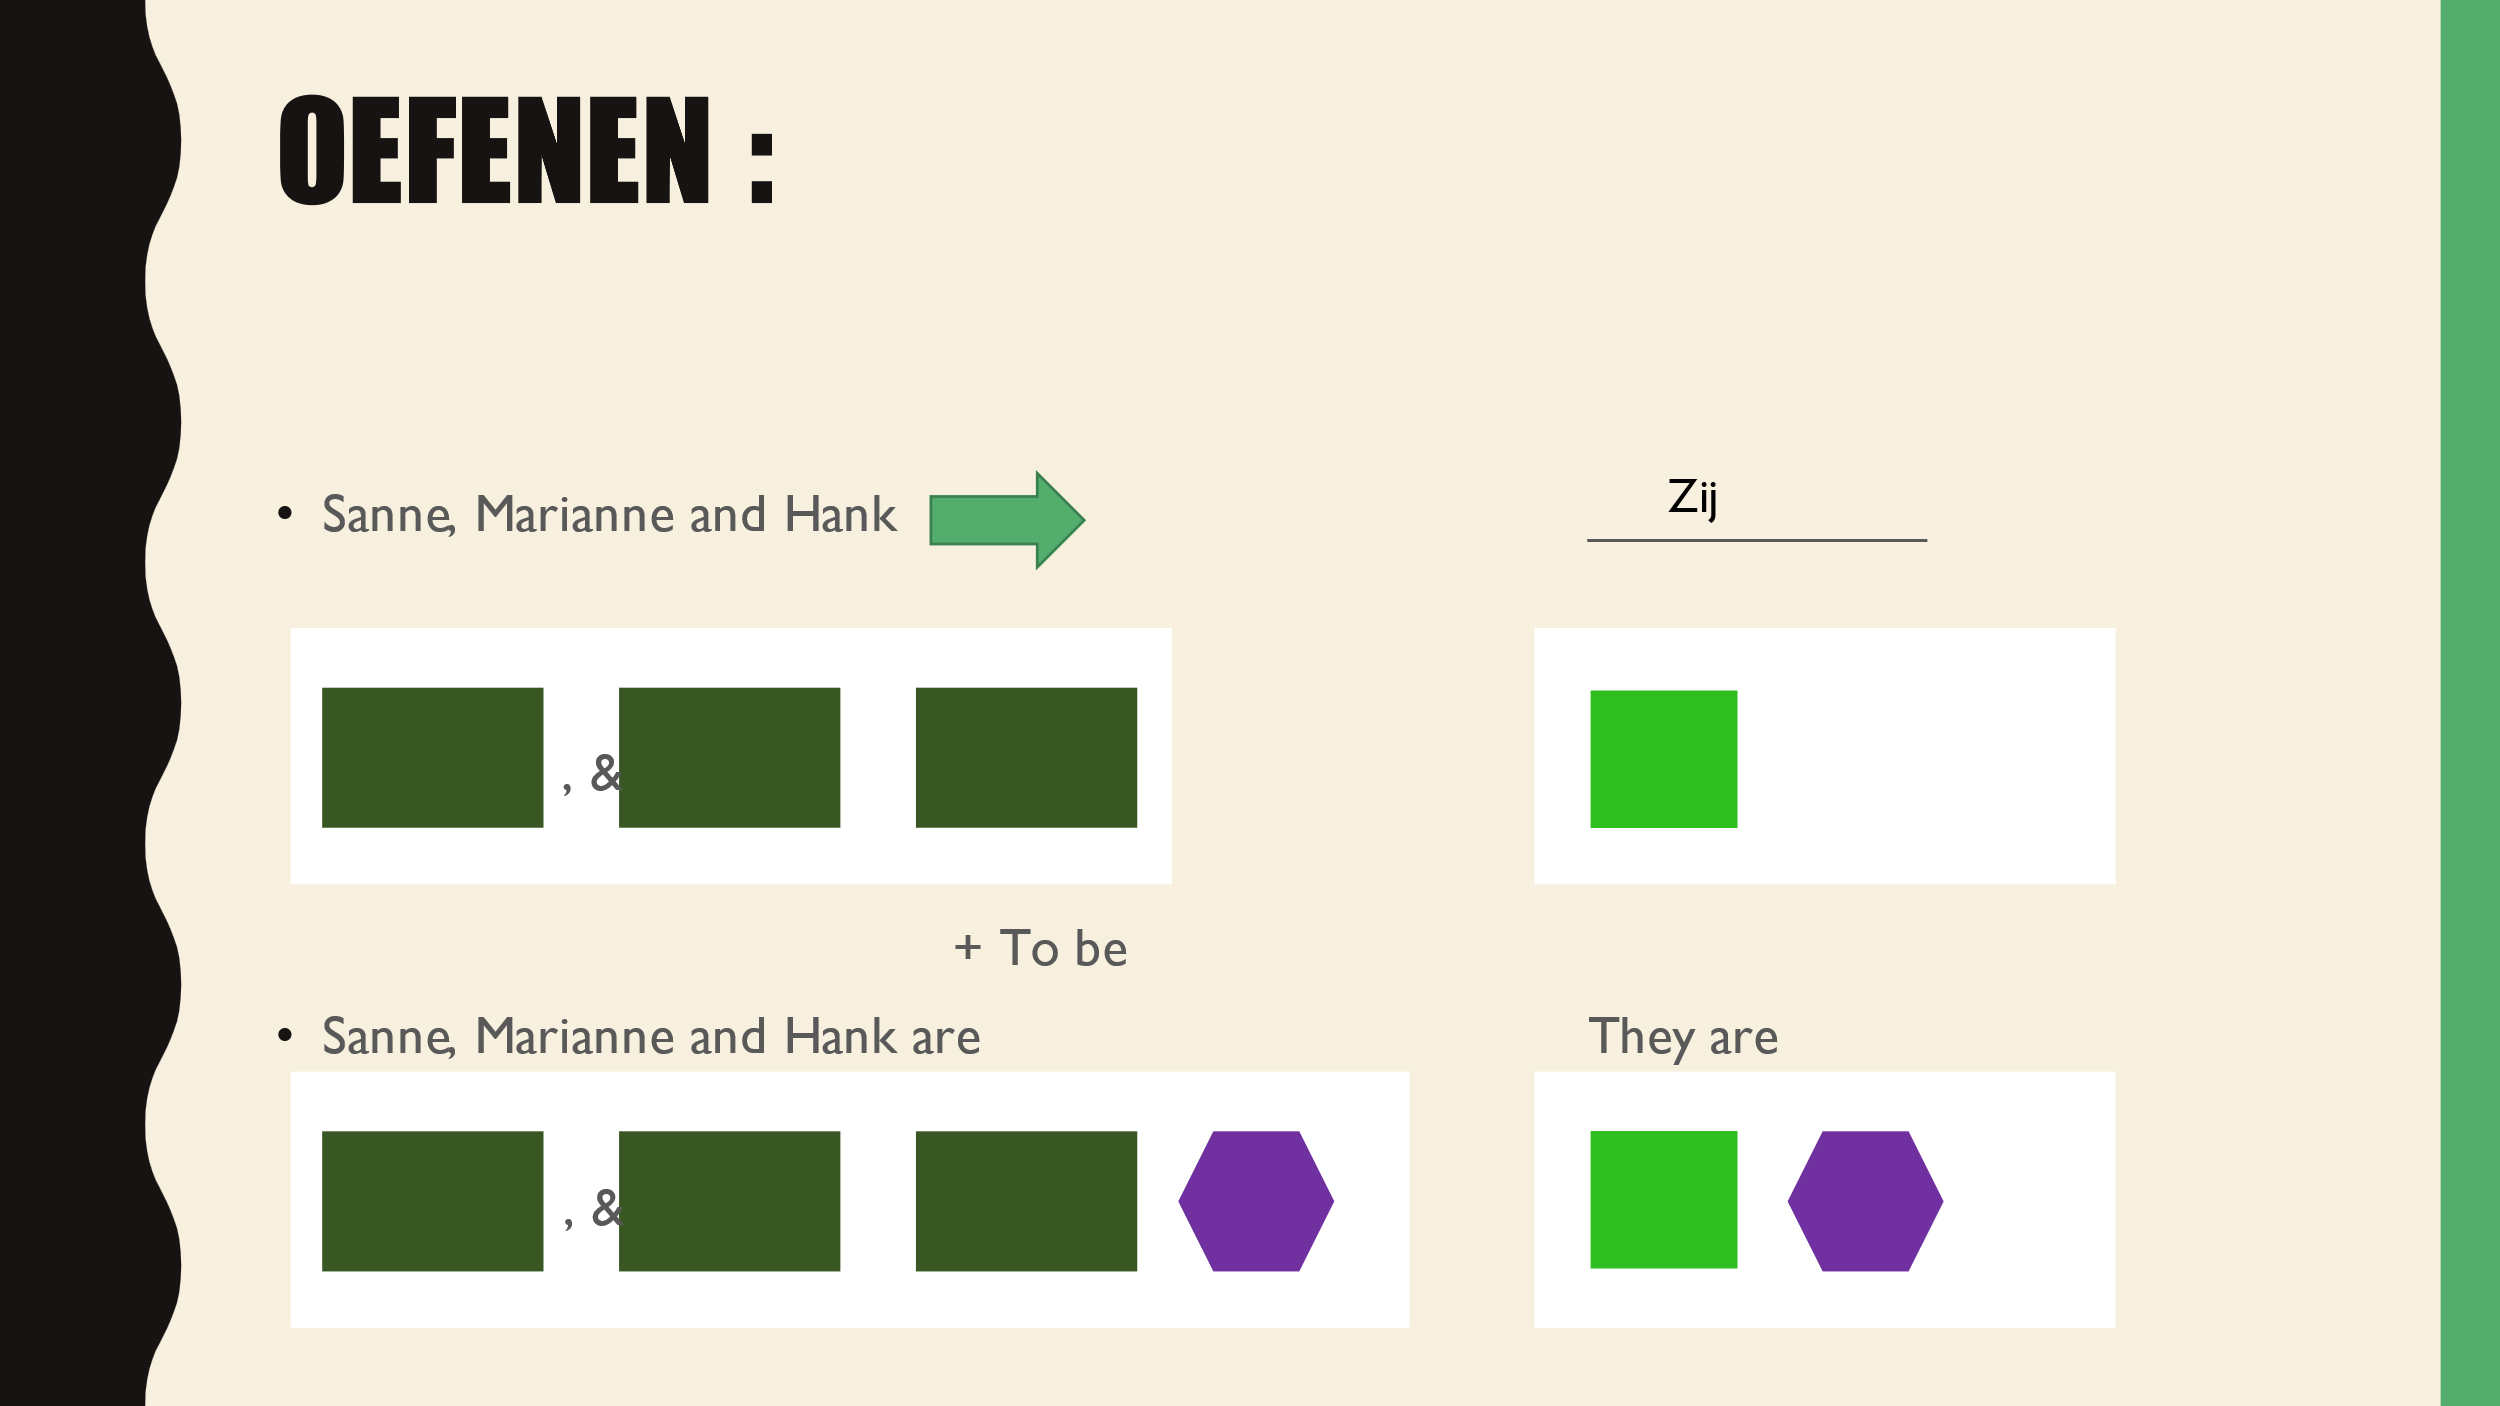 OEFENEN :
• Sanne, Marianne and Hank
Zij
, &
+ To be
• Sanne, Marianne and Hank are
They are
, &